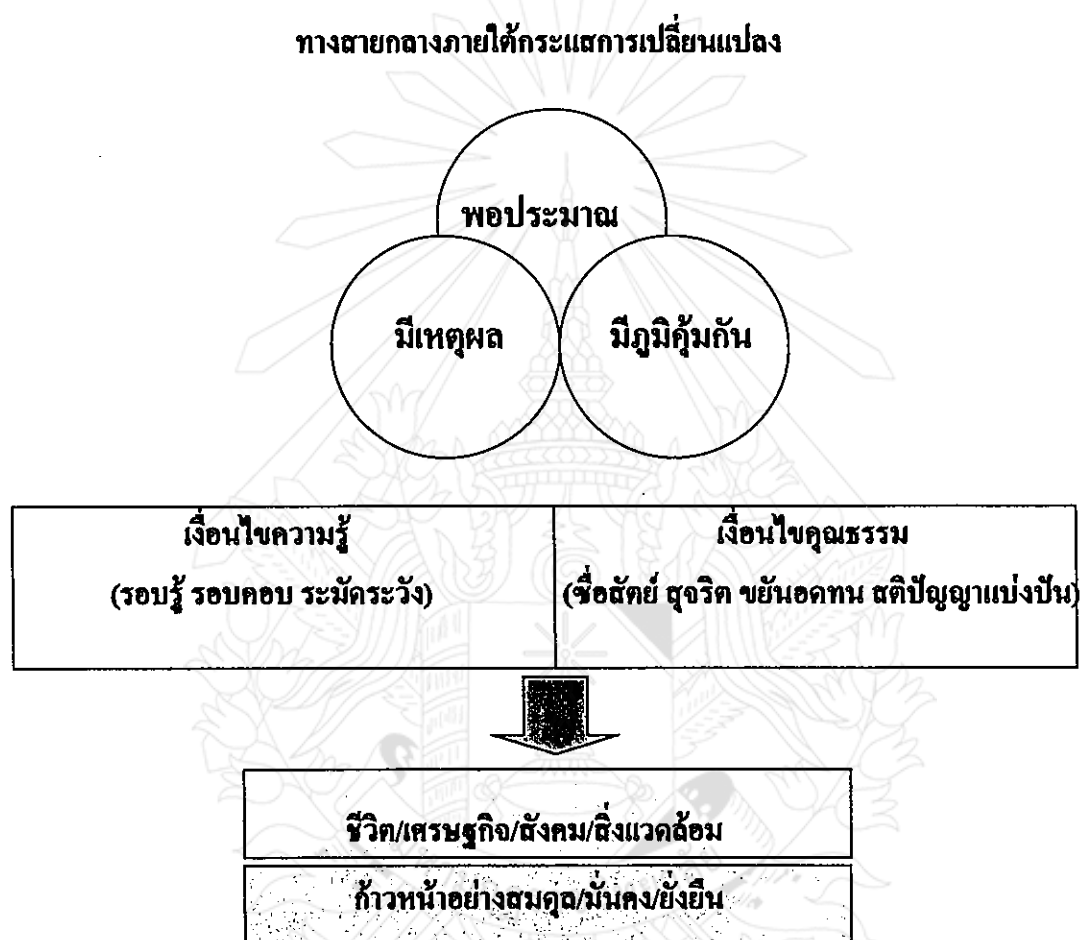 ทางสายกลางภายใต้กระแสการเปลี่ยนแปลง
พอประมาณ
มีเหตุผล
มีภูมิคุ้มกัน
เงื่อนไขความรู้
(รอบรู้ รอบคอบ ระมัดระวัง)
เงื่อนไขคุณธรรม
(ซื่อสัตย์ สุจริต ขยันอดทน สติปัญญาแบ่งปัน)
ชีวิต/เศรษฐกิจ/สังคม/สิ่งแวดล้อม
ก้าวหน้าอย่างสมดุล/มั่นคง/ยั่งยืน